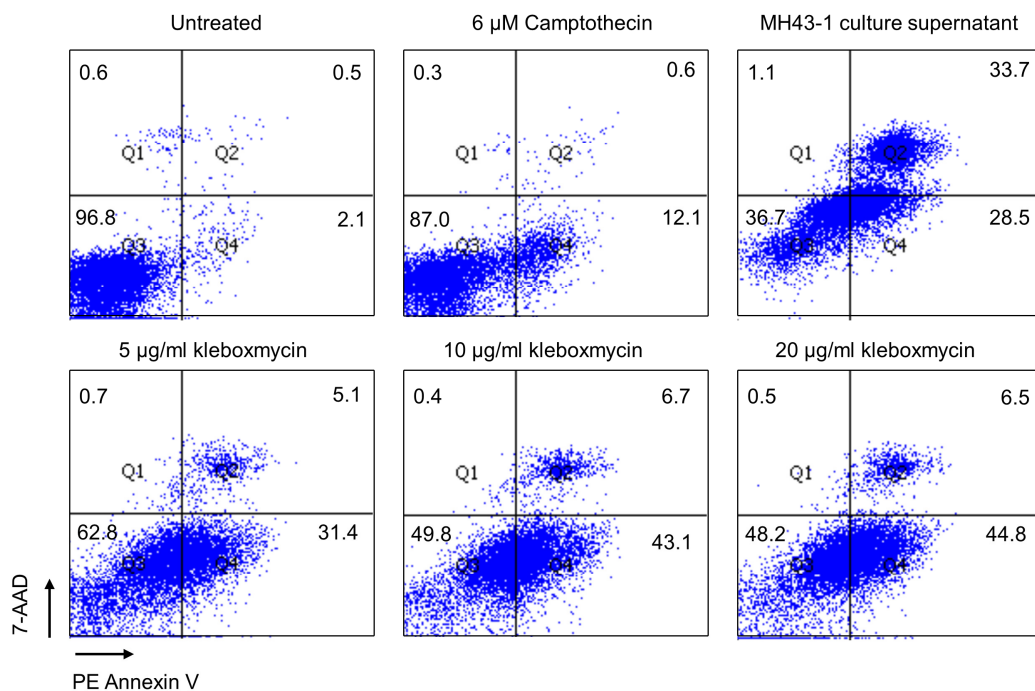 Untreated
6 µM Camptothecin
MH43-1 culture supernatant
0.6
0.5
0.3
0.6
1.1
33.7
Q1
Q2
Q1
Q2
Q1
Q2
96.8
2.1
87.0
12.1
36.7
28.5
Q3
Q4
Q3
Q4
Q3
Q4
5 µg/ml kleboxmycin
10 µg/ml kleboxmycin
20 µg/ml kleboxmycin
0.7
5.1
0.4
6.7
0.5
6.5
Q1
Q2
Q1
Q2
Q1
Q2
62.8
31.4
49.8
43.1
48.2
44.8
Q3
Q4
Q3
Q4
Q3
Q4
7-AAD
PE Annexin V